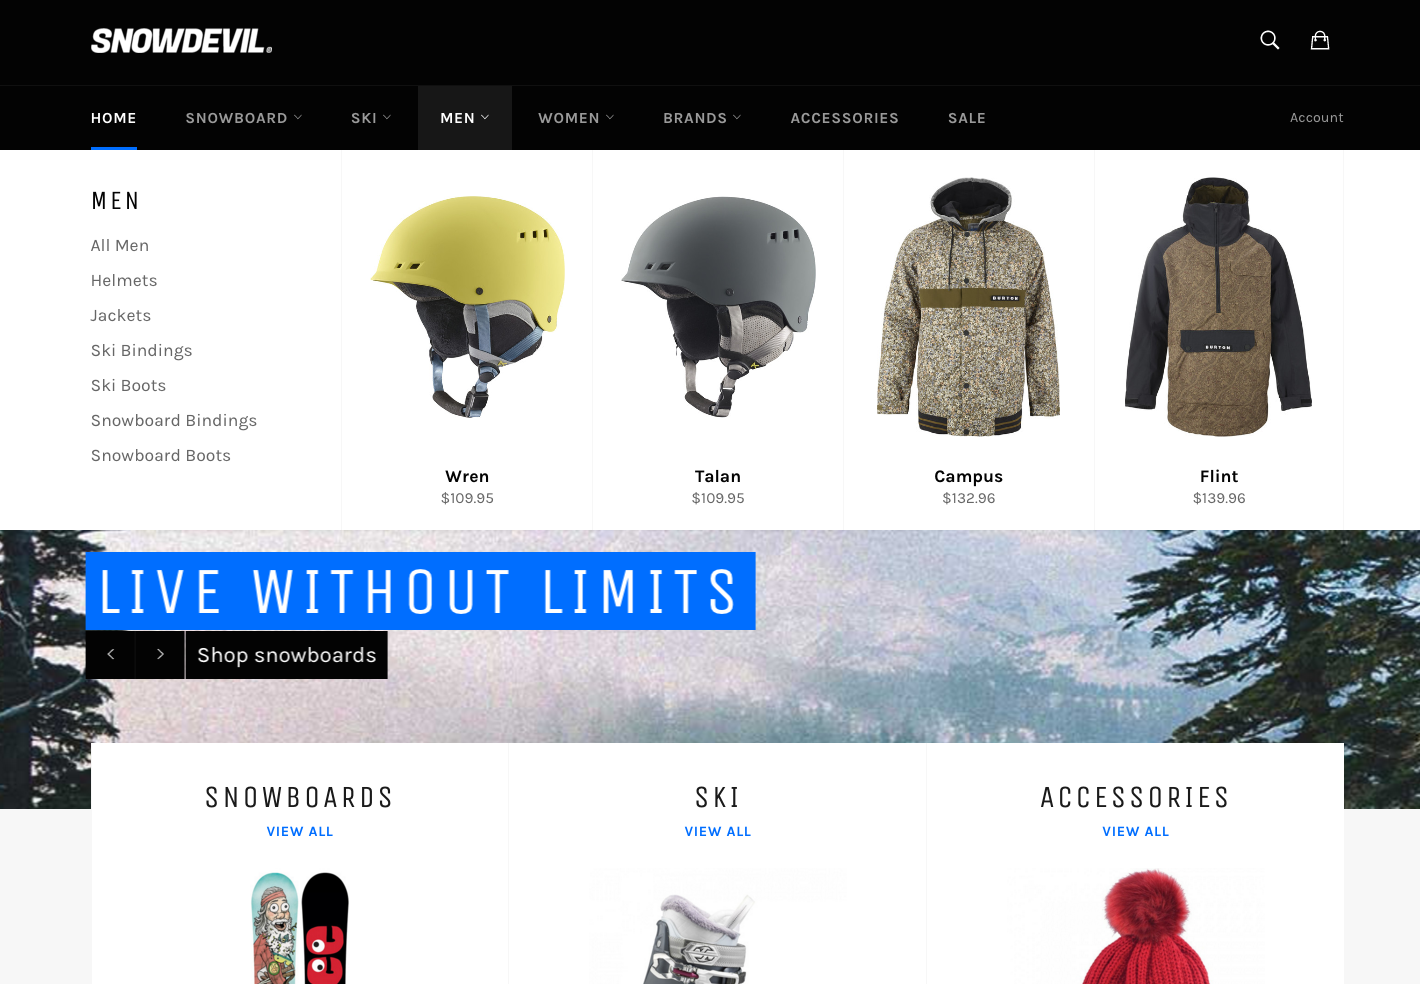 SNOWDEVIL
HOME SNOWBOARD SKI MEN WOMEN BRANDS ACCESSORIES SALE Account
MEN
All Men
Helmets
Jackets
Ski Bindings
Ski Boots
Snowboard Bindings
Snowboard Boots
BURTON
BURTON
Wren
$109.95
Talan
$109.95
Campus
$132.96
Flint
$139.96
LIVE WITHOUT LIMITS
Shop snowboards
SNOWBOARDS
VIEW ALL
SKI
VIEW ALL
ACCESSORIES
VIEW ALL